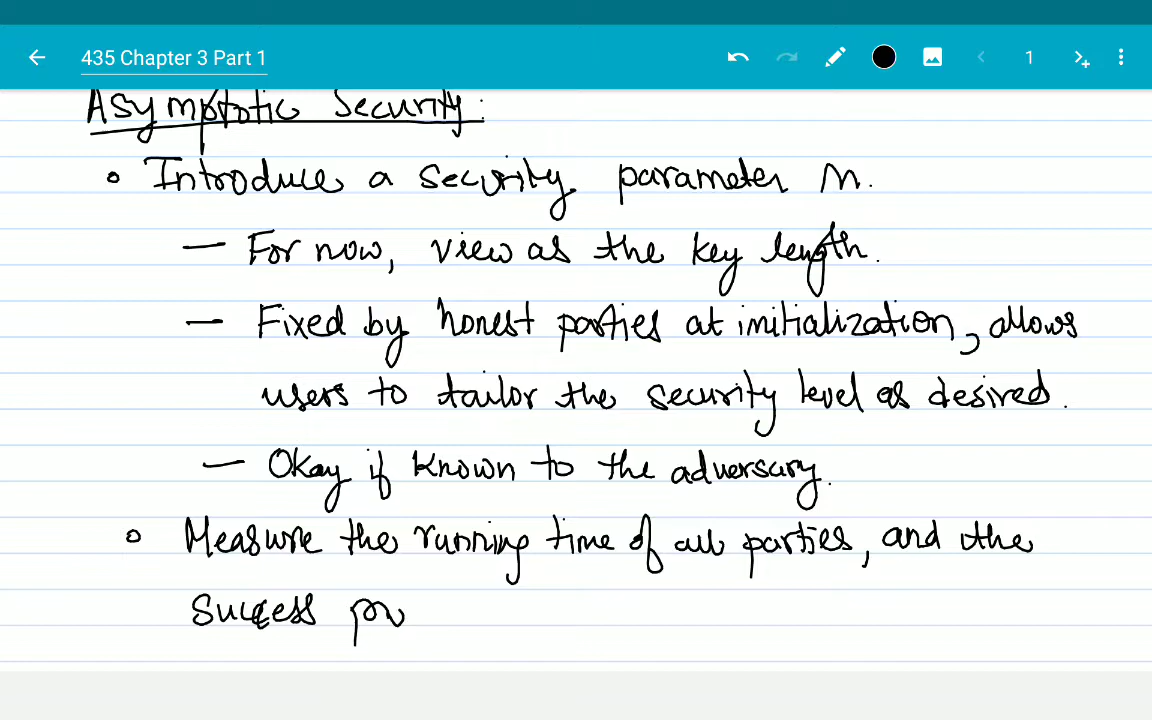 435 Chapter 3 Part 1
1
Asymptotic Security:
• Introduce a security parameter n.
— For now, view as the key length.
— Fixed by honest parties at initialization, allows
users to tailor the security level as desired.
— Okay if known to the adversary.
• Measure the running time of all parties, and the
success pr